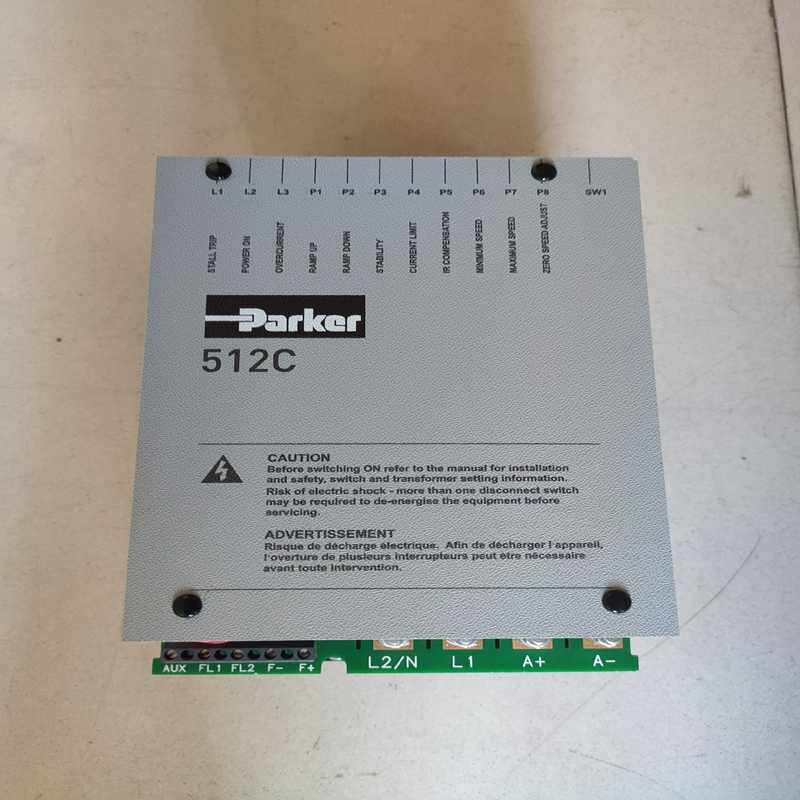 L1 L2 L3 P1 P2 P3 P4 P5 P6 P7 P8 SW1
STALL TRIP
POWER ON
OVERCURRENT
RAMP UP
RAMP DOWN
STABILITY
CURRENT LIMIT
IR COMPENSATION
MINIMUM SPEED
MAXIMUM SPEED
ZERO SPEED ADJUST
Parker
512C
CAUTION
Before switching ON refer to the manual for installation
and safety, switch and transformer setting information.
Risk of electric shock - more than one disconnect switch
may be required to de-energise the equipment before
servicing.
ADVERTISSEMENT
Risque de décharge électrique. Afin de décharger l'appareil,
l'overture de plusieurs interrupteurs peut être nécessaire
avant toute intervention.
AUX FL1 FL2 F- F+ L2/N L1 A+ A-